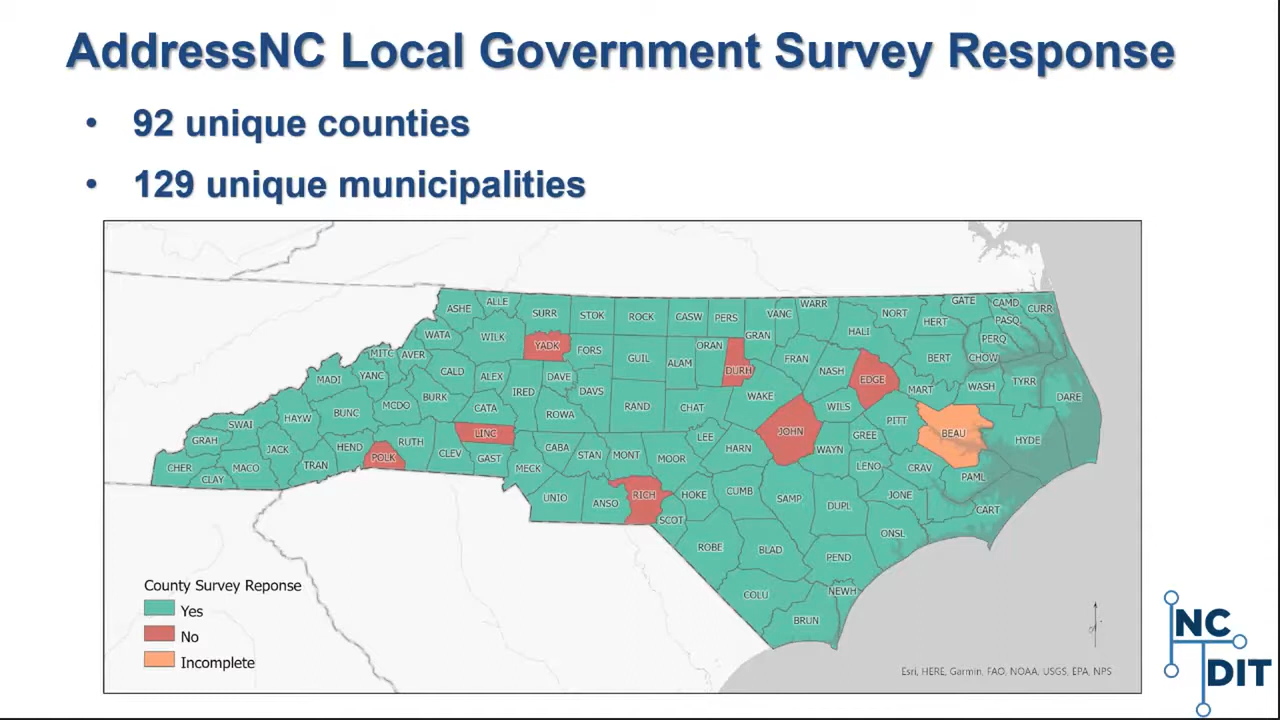 AddressNC Local Government Survey Response
• 92 unique counties
• 129 unique municipalities
ASHE ALLE SURR STOK ROCK CASW PERS VANC WARR NORT GATE CAMD CURR
HERT PASQ
WATA WILK YADK FORS GUIL ALAM ORAN DURH GRAN HALI BERT PERQ CHOW
MITC AVER YANC CALD ALEX IRED DAVE DAVS FRAN NASH EDGE MART WASH TYRR DARE
MADI BUNC MCDO BURK CATA ROWA RAND CHAT WAKE WILS PITT BEAU HYDE
SWAI HAYW GRAH JACK HEND RUTH LINC CABA STAN MONT MOOR LEE HARN JOHN WAYN GREE
CHER CLAY MACO TRAN POLK CLEV GAST MECK LENO CRAV PAML
UNIO ANSO RICH HOKE CUMB SAMP DUPL JONE CART
SCOT ROBE BLAD PEND ONSL
COLU NEWH
BRUN
County Survey Reponse
Yes
No
Incomplete
Esri, HERE, Garmin, FAO, NOAA, USGS, EPA, NPS
NC
DIT